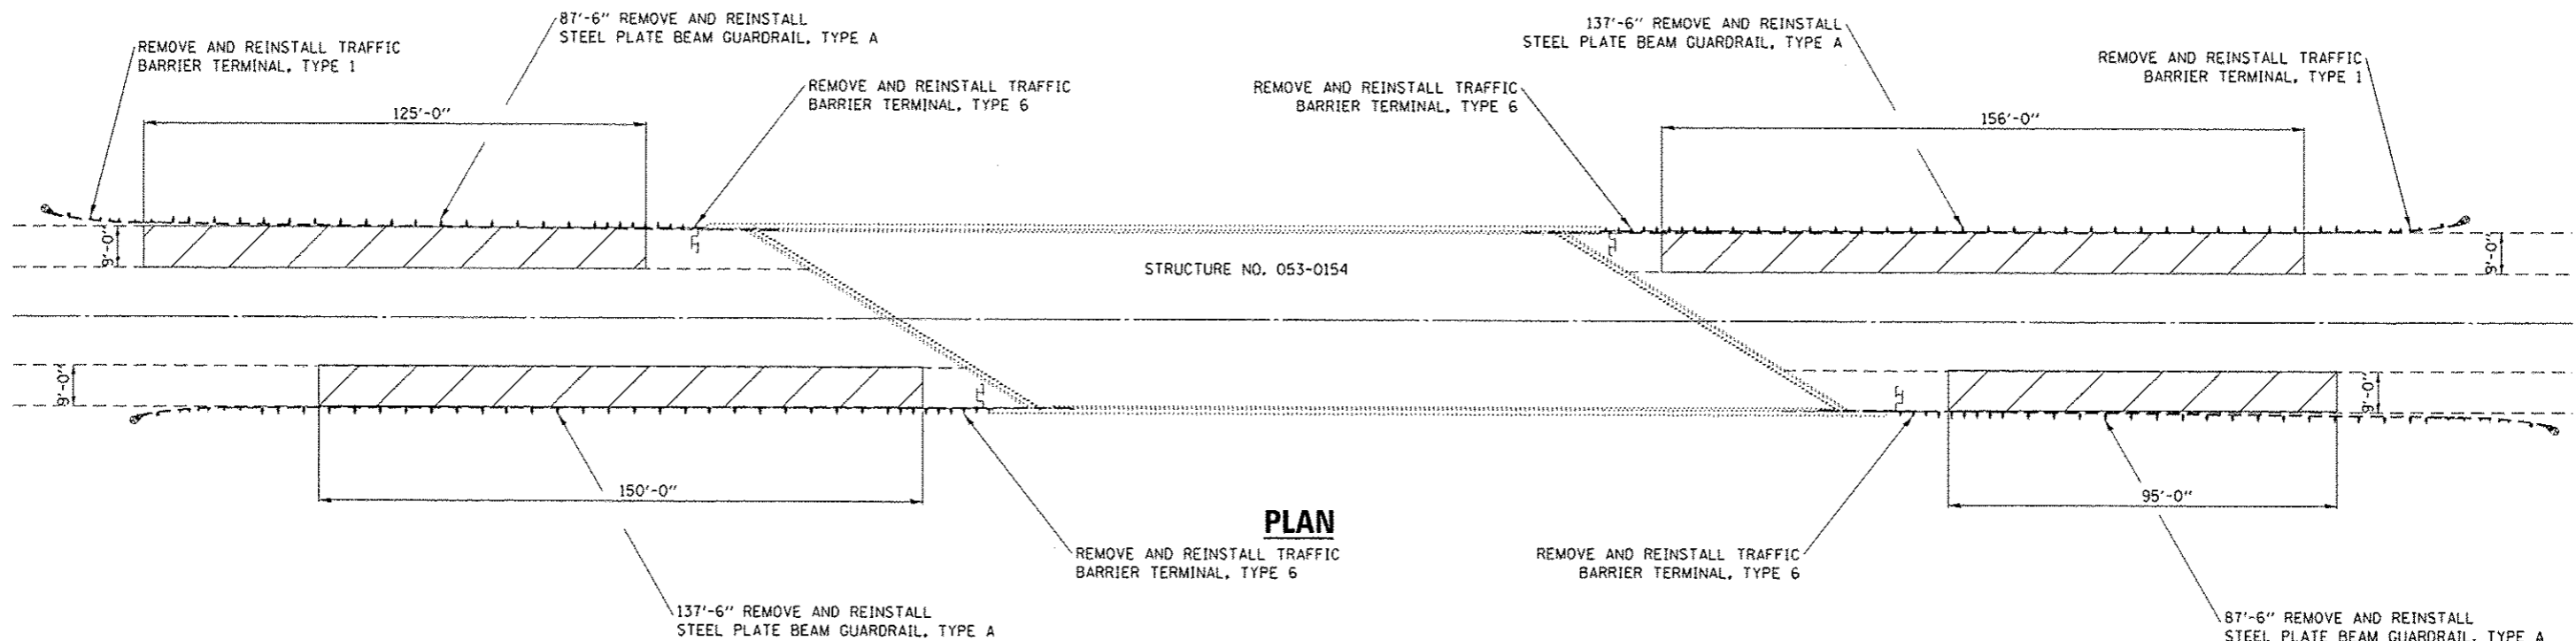 87'-6" REMOVE AND REINSTALL
STEEL PLATE BEAM GUARDRAIL, TYPE A
REMOVE AND REINSTALL TRAFFIC
BARRIER TERMINAL, TYPE 1
REMOVE AND REINSTALL TRAFFIC
BARRIER TERMINAL, TYPE 6
125'-0"
137'-6" REMOVE AND REINSTALL
STEEL PLATE BEAM GUARDRAIL, TYPE A
REMOVE AND REINSTALL TRAFFIC
BARRIER TERMINAL, TYPE 6
REMOVE AND REINSTALL TRAFFIC
BARRIER TERMINAL, TYPE 1
156'-0"
9'-0"
STRUCTURE NO. 053-0154
9'-0"
9'-0"
9'-0"
150'-0"
95'-0"
PLAN
REMOVE AND REINSTALL TRAFFIC
BARRIER TERMINAL, TYPE 6
REMOVE AND REINSTALL TRAFFIC
BARRIER TERMINAL, TYPE 6
137'-6" REMOVE AND REINSTALL
STEEL PLATE BEAM GUARDRAIL, TYPE A
87'-6" REMOVE AND REINSTALL
STEEL PLATE BEAM GUARDRAIL, TYPE A